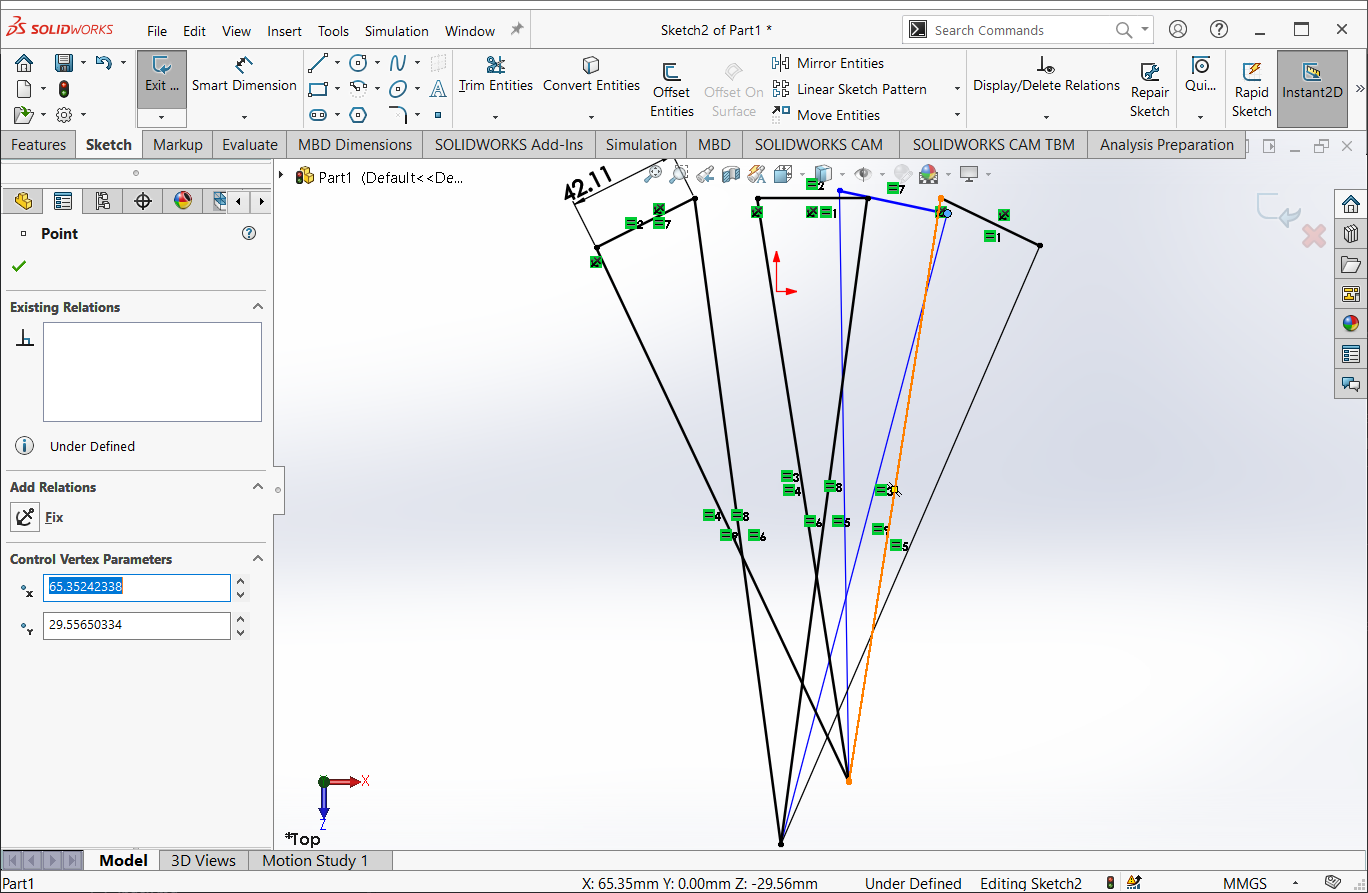 SOLIDWORKS File Edit View Insert Tools Simulation Window Sketch2 of Part1 * Search Commands
Exit ... Smart Dimension Trim Entities Convert Entities Offset Entities Offset On Surface Mirror Entities Linear Sketch Pattern Move Entities Display/Delete Relations Repair Sketch Qui... Rapid Sketch Instant2D
Features Sketch Markup Evaluate MBD Dimensions SOLIDWORKS Add-Ins Simulation MBD SOLIDWORKS CAM SOLIDWORKS CAM TBM Analysis Preparation
Part1 (Default<<De...
42.11
2 7
2 7 1 1
Point
Existing Relations
Under Defined
Add Relations
Fix
Control Vertex Parameters
X 65.35242338
Y 29.55650334
3
4 8 3
4 8 6 5
9 6 9
5
X
Z
*Top
Model 3D Views Motion Study 1
Part1 X: 65.35mm Y: 0.00mm Z: -29.56mm Under Defined Editing Sketch2 MMGS